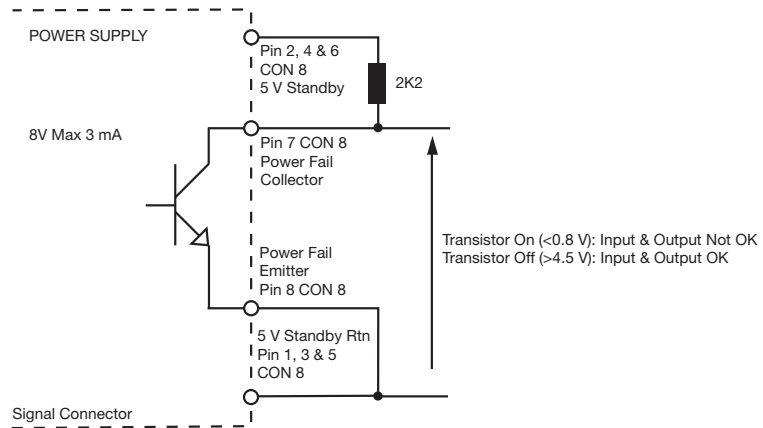 POWER SUPPLY
Pin 2, 4 & 6
CON 8
5 V Standby
2K2
8V Max 3 mA
Pin 7 CON 8
Power Fail
Collector
Transistor On (<0.8 V): Input & Output Not OK
Transistor Off (>4.5 V): Input & Output OK
Power Fail
Emitter
Pin 8 CON 8
5 V Standby Rtn
Pin 1, 3 & 5
CON 8
Signal Connector